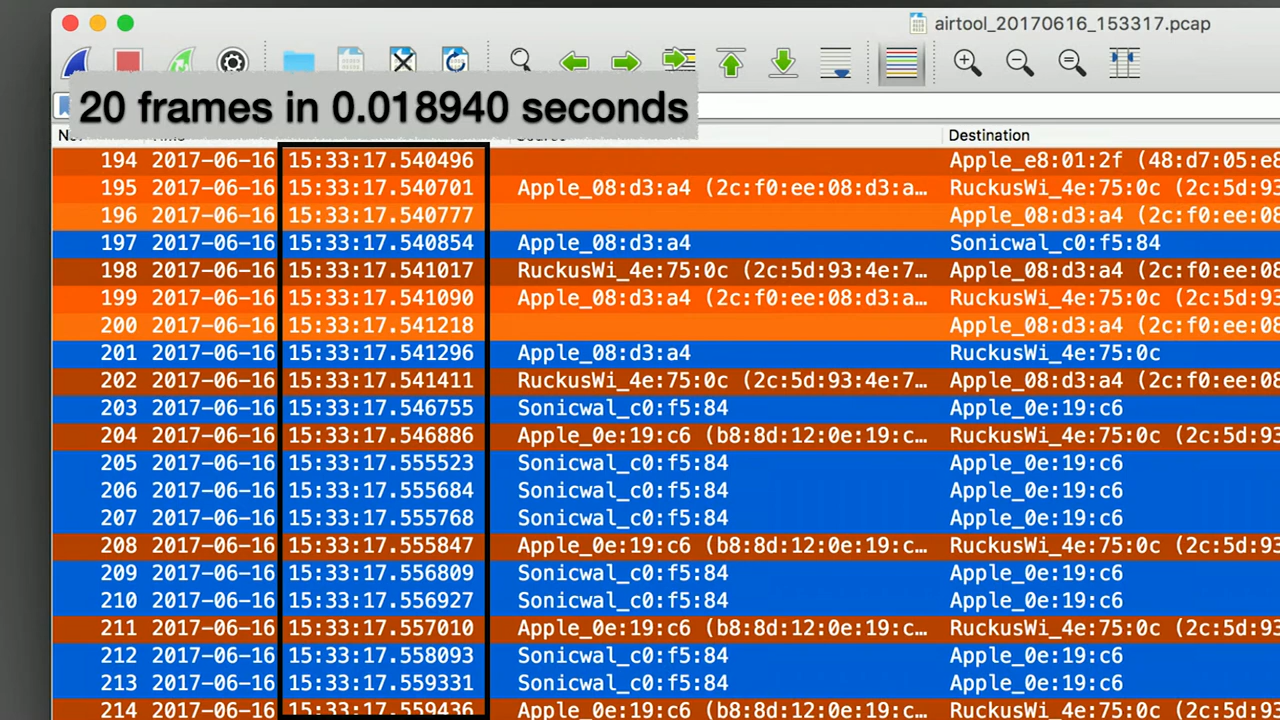 airtool_20170616_153317.pcap
20 frames in 0.018940 seconds
Destination
194 2017-06-16 15:33:17.540496 Apple_e8:01:2f (48:d7:05:e8
195 2017-06-16 15:33:17.540701 Apple_08:d3:a4 (2c:f0:ee:08:d3:a… RuckusWi_4e:75:0c (2c:5d:93
196 2017-06-16 15:33:17.540777 Apple_08:d3:a4 (2c:f0:ee:08
197 2017-06-16 15:33:17.540854 Apple_08:d3:a4 Sonicwal_c0:f5:84
198 2017-06-16 15:33:17.541017 RuckusWi_4e:75:0c (2c:5d:93:4e:7… Apple_08:d3:a4 (2c:f0:ee:08
199 2017-06-16 15:33:17.541090 Apple_08:d3:a4 (2c:f0:ee:08:d3:a… RuckusWi_4e:75:0c (2c:5d:93
200 2017-06-16 15:33:17.541218 Apple_08:d3:a4 (2c:f0:ee:08
201 2017-06-16 15:33:17.541296 Apple_08:d3:a4 RuckusWi_4e:75:0c
202 2017-06-16 15:33:17.541411 RuckusWi_4e:75:0c (2c:5d:93:4e:7… Apple_08:d3:a4 (2c:f0:ee:08
203 2017-06-16 15:33:17.546755 Sonicwal_c0:f5:84 Apple_0e:19:c6
204 2017-06-16 15:33:17.546886 Apple_0e:19:c6 (b8:8d:12:0e:19:c… RuckusWi_4e:75:0c (2c:5d:93
205 2017-06-16 15:33:17.555523 Sonicwal_c0:f5:84 Apple_0e:19:c6
206 2017-06-16 15:33:17.555684 Sonicwal_c0:f5:84 Apple_0e:19:c6
207 2017-06-16 15:33:17.555768 Sonicwal_c0:f5:84 Apple_0e:19:c6
208 2017-06-16 15:33:17.555847 Apple_0e:19:c6 (b8:8d:12:0e:19:c… RuckusWi_4e:75:0c (2c:5d:93
209 2017-06-16 15:33:17.556809 Sonicwal_c0:f5:84 Apple_0e:19:c6
210 2017-06-16 15:33:17.556927 Sonicwal_c0:f5:84 Apple_0e:19:c6
211 2017-06-16 15:33:17.557010 Apple_0e:19:c6 (b8:8d:12:0e:19:c… RuckusWi_4e:75:0c (2c:5d:93
212 2017-06-16 15:33:17.558093 Sonicwal_c0:f5:84 Apple_0e:19:c6
213 2017-06-16 15:33:17.559331 Sonicwal_c0:f5:84 Apple_0e:19:c6
214 2017-06-16 15:33:17.559436 Apple_0e:19:c6 (b8:8d:12:0e:19:c… RuckusWi_4e:75:0c (2c:5d:93